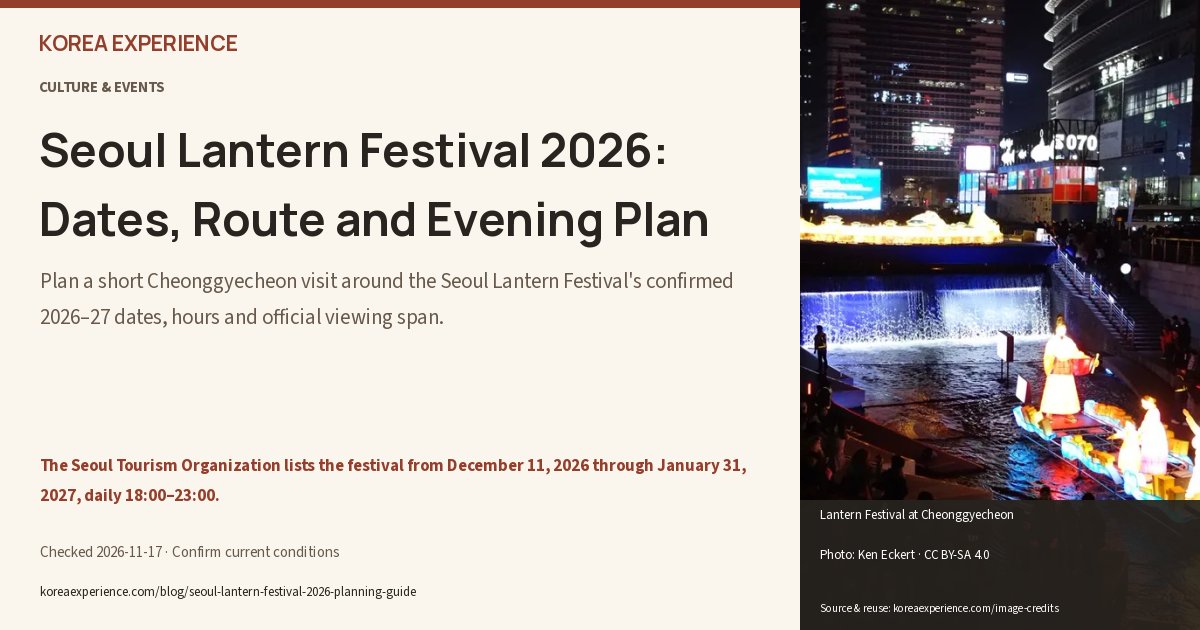 KOREA EXPERIENCE
CULTURE & EVENTS
Seoul Lantern Festival 2026:
Dates, Route and Evening Plan
Plan a short Cheonggyecheon visit around the Seoul Lantern Festival's confirmed
2026–27 dates, hours and official viewing span.
The Seoul Tourism Organization lists the festival from December 11, 2026 through January 31,
2027, daily 18:00–23:00.
Checked 2026-11-17 · Confirm current conditions
koreaexperience.com/blog/seoul-lantern-festival-2026-planning-guide
Lantern Festival at Cheonggyecheon
Photo: Ken Eckert · CC BY-SA 4.0
Source & reuse: koreaexperience.com/image-credits